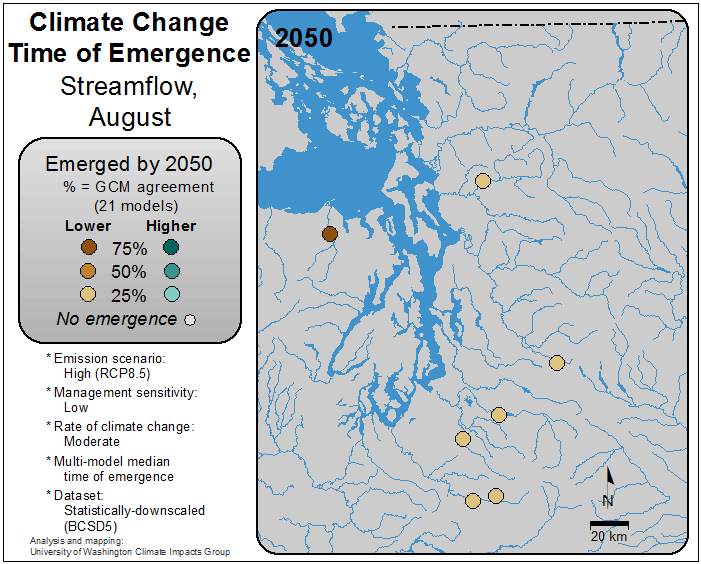 Climate Change
Time of Emergence
Streamflow,
August
Emerged by 2050
% = GCM agreement
(21 models)
Lower Higher
75%
50%
25%
No emergence
* Emission scenario:
High (RCP8.5)
* Management sensitivity:
Low
* Rate of climate change:
Moderate
* Multi-model median
time of emergence
* Dataset:
Statistically-downscaled
(BCSD5)
Analysis and mapping:
University of Washington Climate Impacts Group
2050
N
20 km